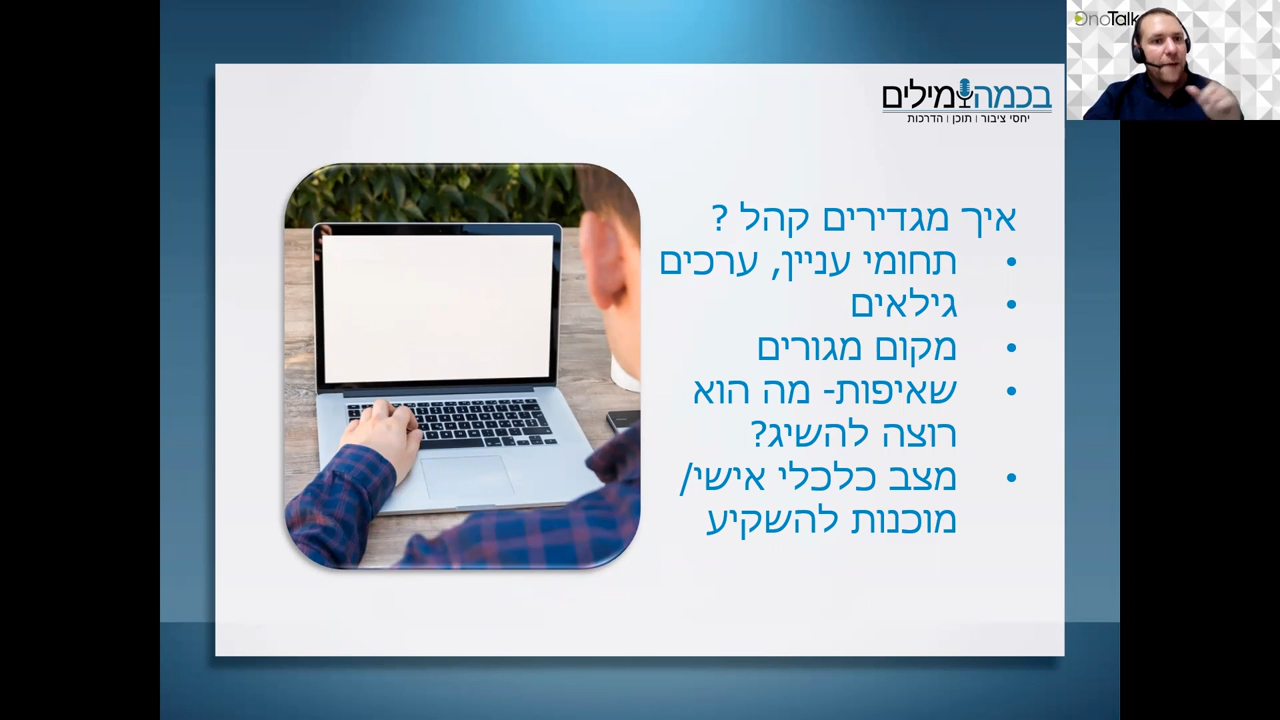 OnoTalk
בכמה מילים
יחסי ציבור | תוכן | הדרכות
איך מגדירים קהל ?
• תחומי עניין, ערכים
• גילאים
• מקום מגורים
• שאיפות- מה הוא
רוצה להשיג?
• מצב כלכלי אישי/
מוכנות להשקיע